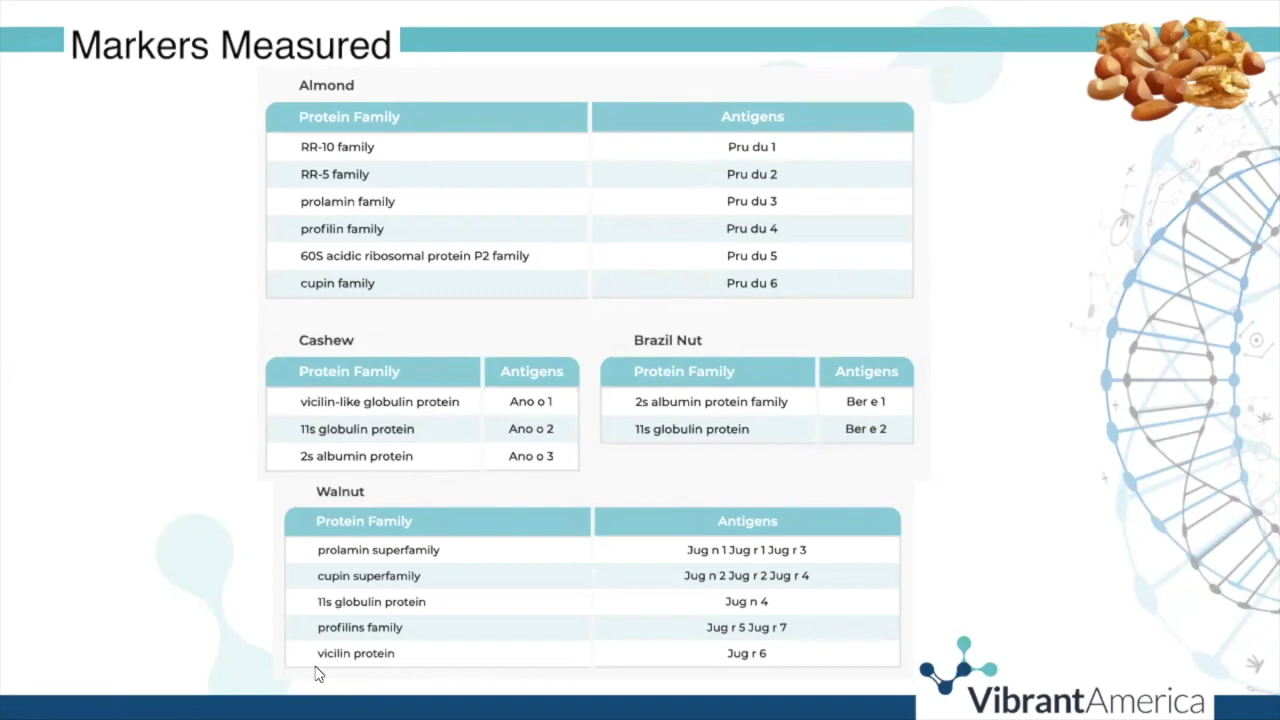 Markers Measured
Almond
Protein Family Antigens
RR-10 family Pru du 1
RR-5 family Pru du 2
prolamin family Pru du 3
profilin family Pru du 4
60S acidic ribosomal protein P2 family Pru du 5
cupin family Pru du 6
Cashew
Protein Family Antigens
vicilin-like globulin protein Ano o 1
11s globulin protein Ano o 2
2s albumin protein Ano o 3
Brazil Nut
Protein Family Antigens
2s albumin protein family Ber e 1
11s globulin protein Ber e 2
Walnut
Protein Family Antigens
prolamin superfamily Jug n 1 Jug r 1 Jug r 3
cupin superfamily Jug n 2 Jug r 2 Jug r 4
11s globulin protein Jug n 4
profilins family Jug r 5 Jug r 7
vicilin protein Jug r 6
VibrantAmerica